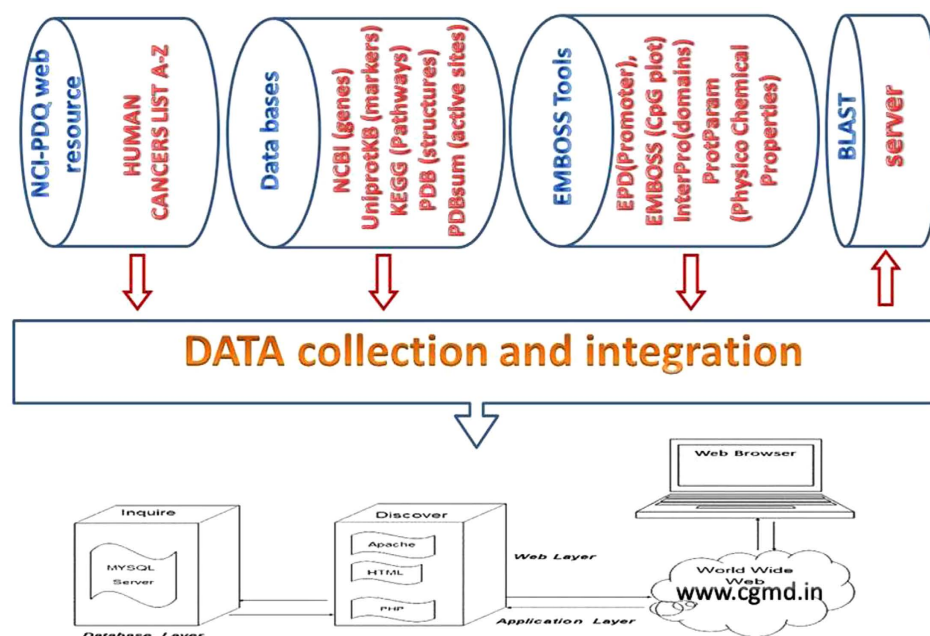 NCI-PDQ web
resource
HUMAN
CANCERS LIST A-Z
Data bases
NCBI (genes)
UniprotKB (markers)
KEGG (Pathways)
PDB (structures)
PDBsum (active sites)
EMBOSS Tools
EPD(Promoter),
EMBOSS (CpG plot)
InterPro(domains)
ProtParam
(Physico Chemical
Properties)
BLAST
server
DATA collection and integration
Web Browser
Inquire
MYSQL
Server
Database Layer
Discover
Apache
HTML
PHP
Web Layer
Application Layer
World Wide
Web
www.cgmd.in